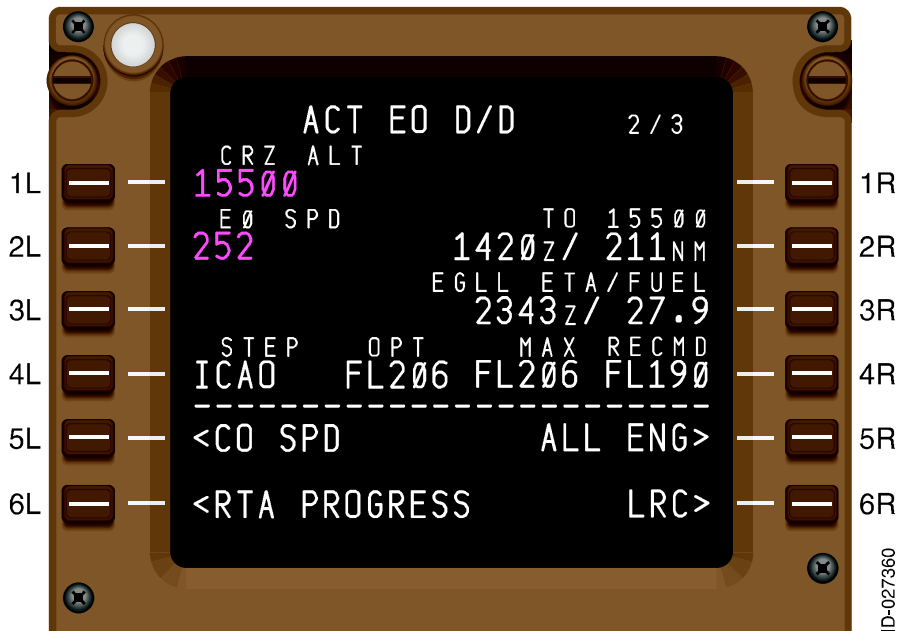 ACT EO D/D 2/3
CRZ ALT
1L 15500 1R
E0 SPD TO 15500
2L 252 1420Z/ 211NM 2R
EGLL ETA/FUEL
3L 2343Z/ 27.9 3R
STEP OPT MAX RECMD
4L ICAO FL206 FL206 FL190 4R
--------------------------------
5L <CO SPD ALL ENG> 5R
6L <RTA PROGRESS LRC> 6R
ID-027360